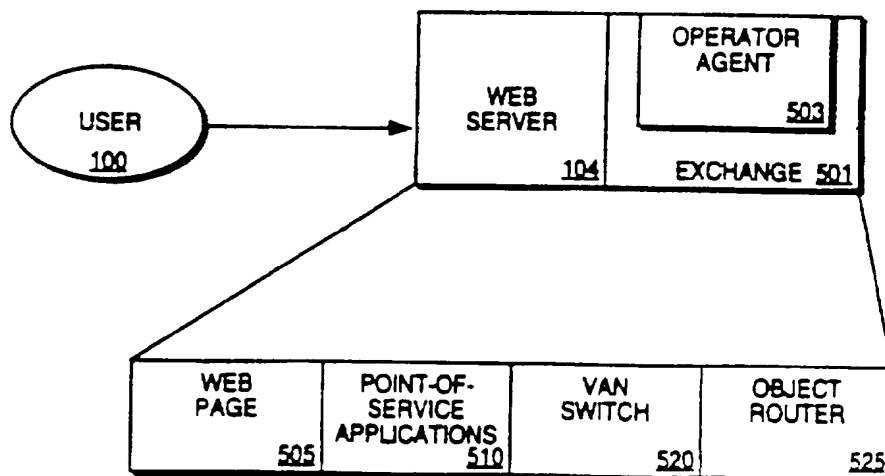 USER
100
WEB
SERVER
104
OPERATOR
AGENT
503
EXCHANGE 501
WEB
PAGE
505
POINT-OF-
SERVICE
APPLICATIONS
510
VAN
SWITCH
520
OBJECT
ROUTER
525